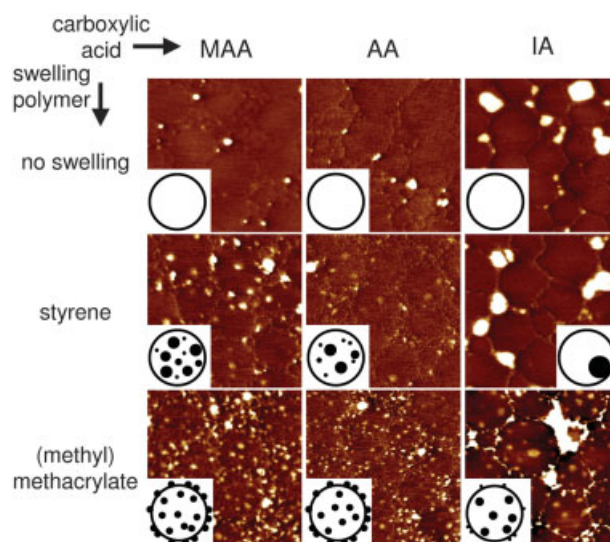 carboxylic
acid
MAA
AA
IA
swelling
polymer
no swelling
styrene
(methyl)
methacrylate